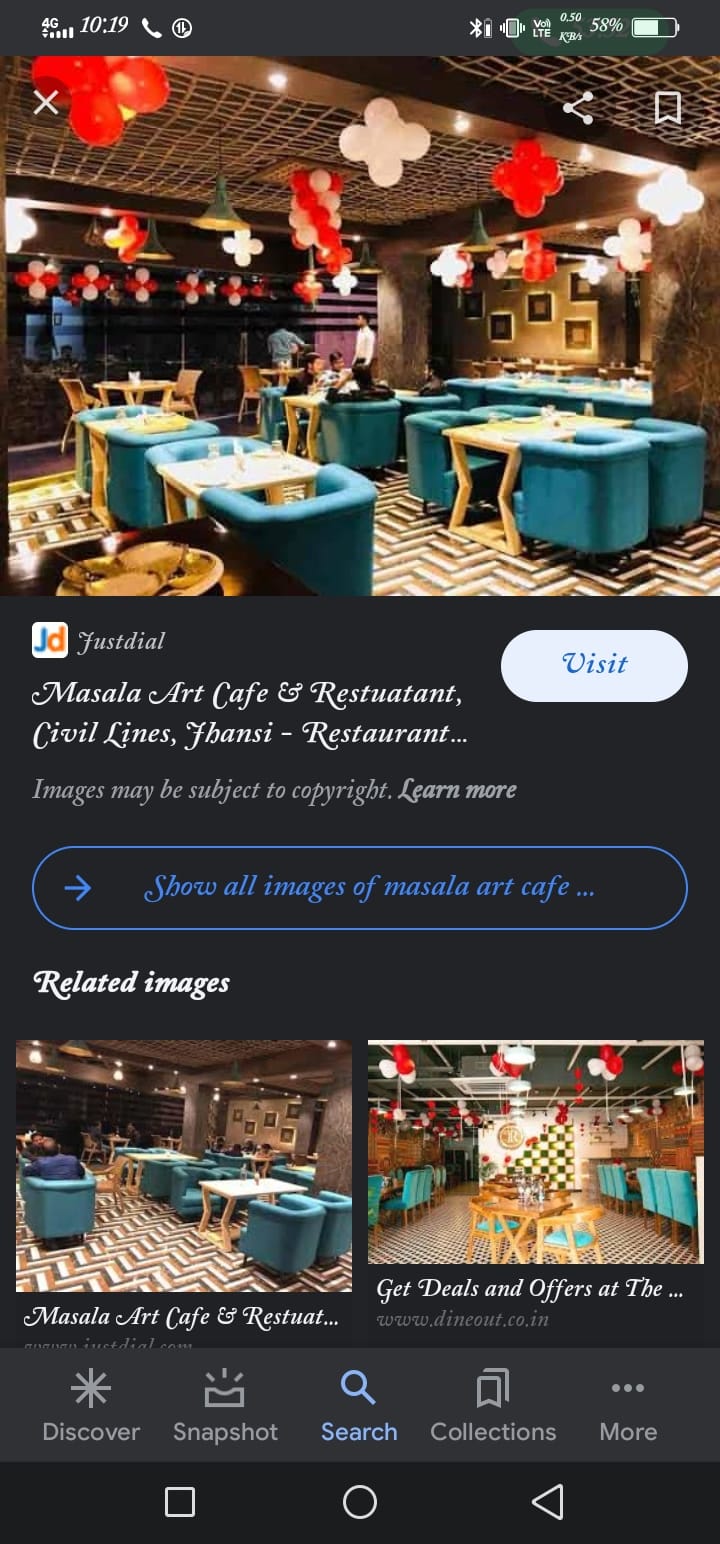 4G 10:19 Vo) LTE 0.50 KB/s 58%
Jd Justdial
Visit
Masala Art Cafe & Restuatant,
Civil Lines, Jhansi - Restaurant...
Images may be subject to copyright. Learn more
Show all images of masala art cafe ...
Related images
Masala Art Cafe & Restuat...
www.justdial.com
Get Deals and Offers at The ...
www.dineout.co.in
Discover Snapshot Search Collections More